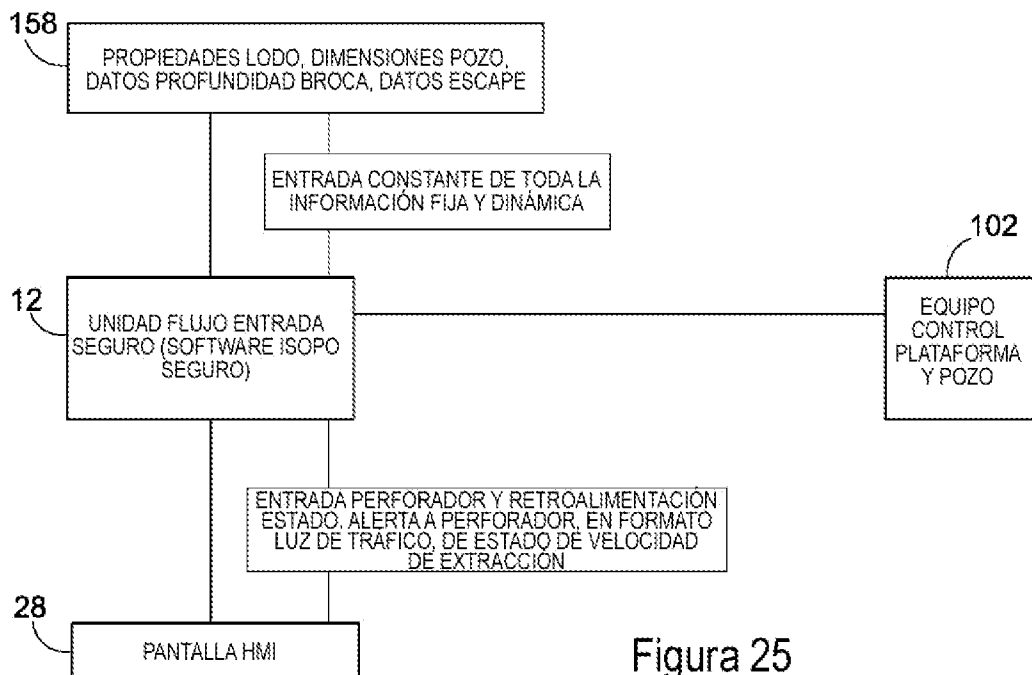 158
PROPIEDADES LODO, DIMENSIONES POZO,
DATOS PROFUNDIDAD BROCA, DATOS ESCAPE
ENTRADA CONSTANTE DE TODA LA
INFORMACIÓN FIJA Y DINÁMICA
102
12
UNIDAD FLUJO ENTRADA
SEGURO (SOFTWARE ISOPO
SEGURO)
EQUIPO
CONTROL
PLATAFORMA
Y POZO
ENTRADA PERFORADOR Y RETROALIMENTACIÓN
ESTADO. ALERTA A PERFORADOR, EN FORMATO
LUZ DE TRÁFICO, DE ESTADO DE VELOCIDAD
DE EXTRACCIÓN
28
PANTALLA HMI
Figura 25